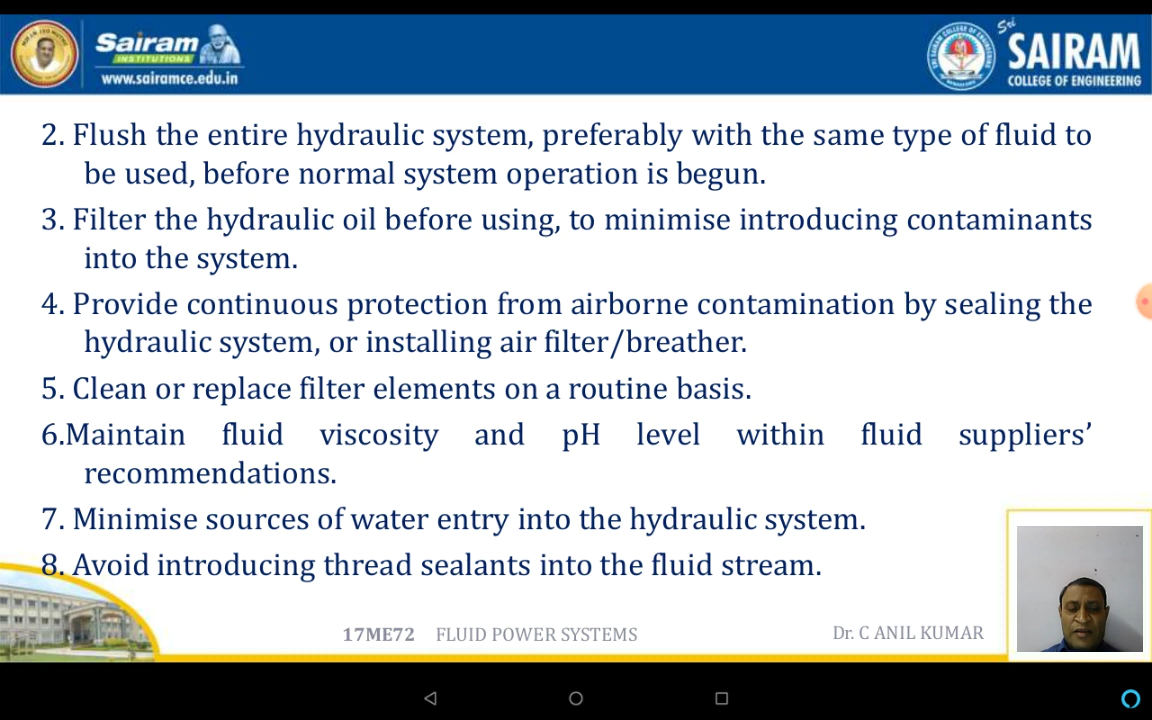 Sairam
INSTITUTIONS
www.sairamce.edu.in
Sri
SAIRAM
COLLEGE OF ENGINEERING
2. Flush the entire hydraulic system, preferably with the same type of fluid to
be used, before normal system operation is begun.
3. Filter the hydraulic oil before using, to minimise introducing contaminants
into the system.
4. Provide continuous protection from airborne contamination by sealing the
hydraulic system, or installing air filter/breather.
5. Clean or replace filter elements on a routine basis.
6.Maintain fluid viscosity and pH level within fluid suppliers’
recommendations.
7. Minimise sources of water entry into the hydraulic system.
8. Avoid introducing thread sealants into the fluid stream.
17ME72 FLUID POWER SYSTEMS
Dr. C ANIL KUMAR